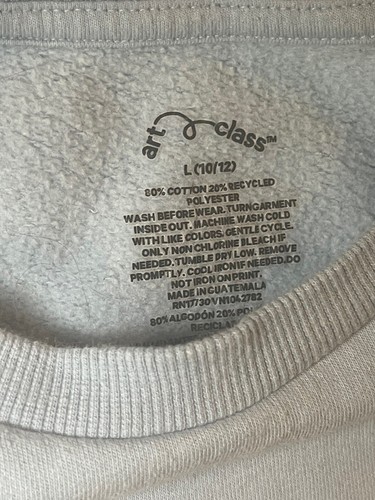 art class™
L (10/12)
80% COTTON 20% RECYCLED
POLYESTER
WASH BEFORE WEAR. TURN GARMENT
INSIDE OUT. MACHINE WASH COLD
WITH LIKE COLORS. GENTLE CYCLE.
ONLY NON CHLORINE BLEACH IF
NEEDED. TUMBLE DRY LOW. REMOVE
PROMPTLY. COOL IRON IF NEEDED. DO
NOT IRON ON PRINT.
MADE IN GUATEMALA
RN17730 VN1042782
80% ALGODÓN 20%